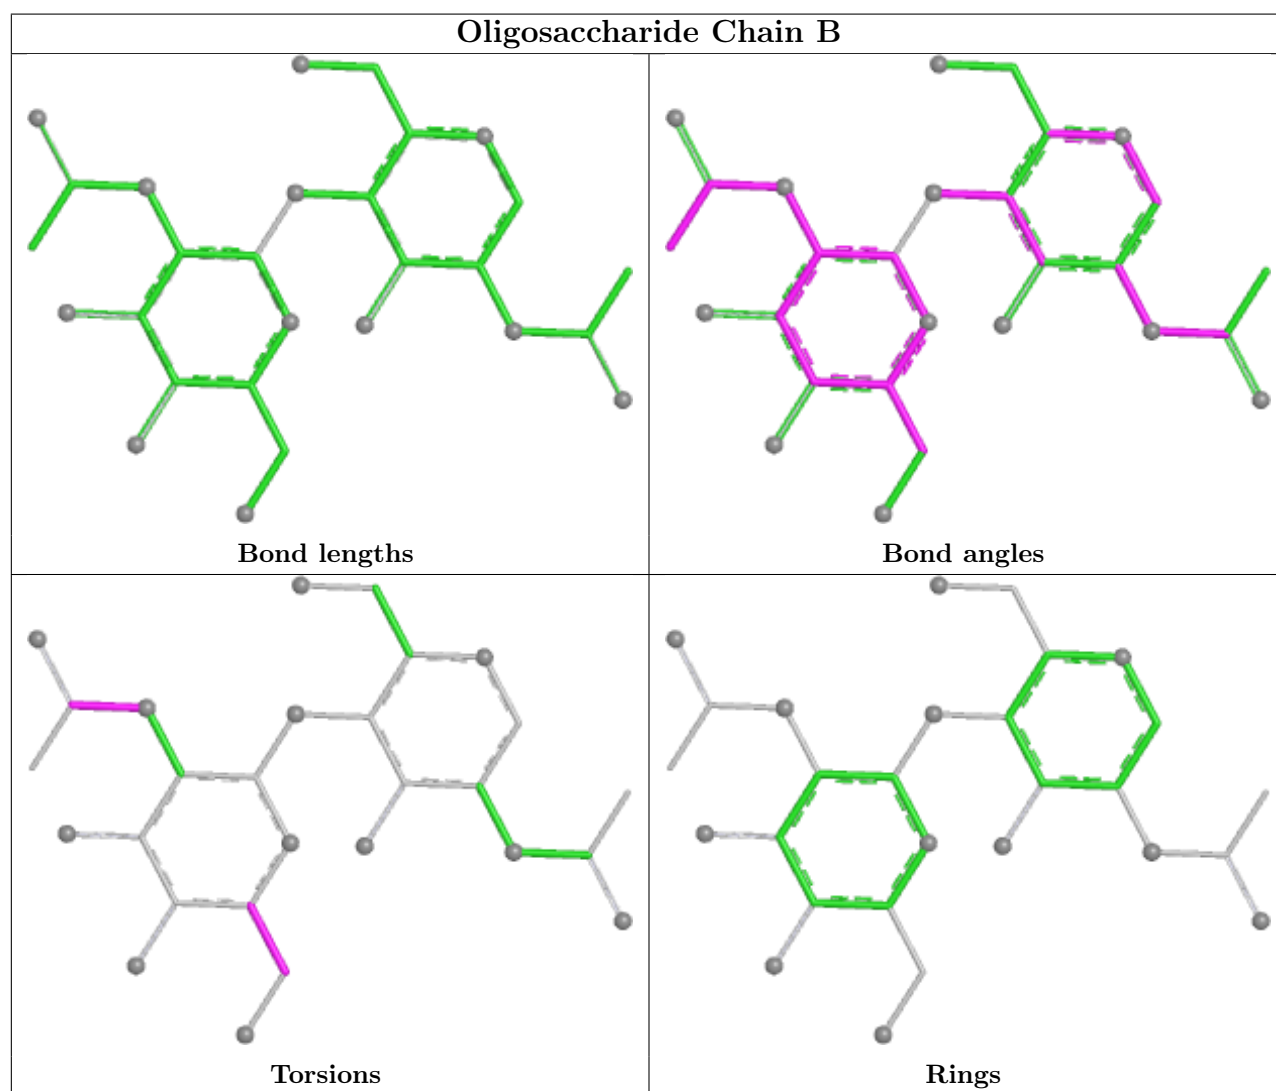 Oligosaccharide Chain B
Bond lengths
Bond angles
Torsions
Rings